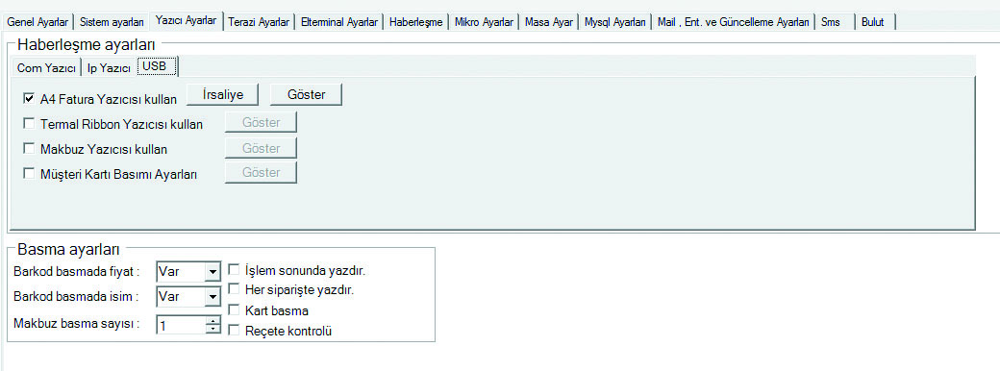 Genel Ayarlar Sistem ayarları Yazıcı Ayarlar Terazi Ayarlar Elterminal Ayarlar Haberleşme Mikro Ayarlar Masa Ayar Mysql Ayarları Mail , Ent. ve Güncelleme Ayarları Sms Bulut
Haberleşme ayarları
Com Yazıcı Ip Yazıcı USB
A4 Fatura Yazıcısı kullan İrsaliye Göster
Termal Ribbon Yazıcısı kullan Göster
Makbuz Yazıcısı kullan Göster
Müşteri Kartı Basımı Ayarları Göster
Basma ayarları
Barkod basmada fiyat : Var İşlem sonunda yazdır.
Her siparişte yazdır.
Barkod basmada isim : Var
Kart basma
Makbuz basma sayısı : 1
Reçete kontrolü